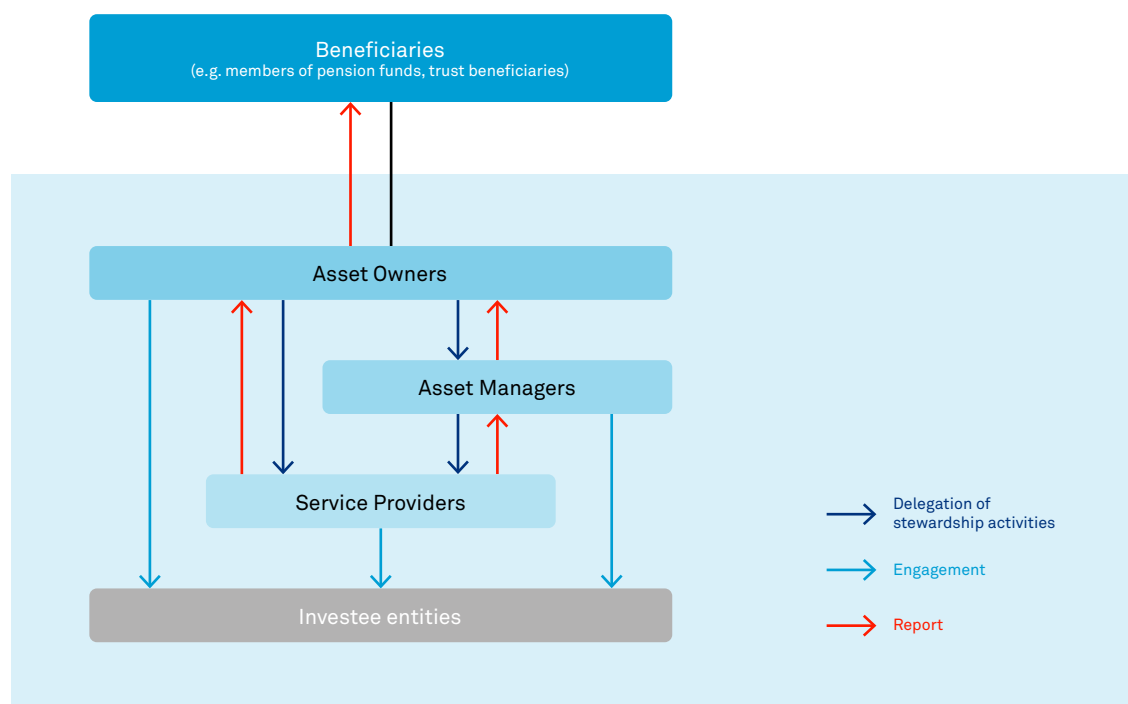 Beneficiaries
(e.g. members of pension funds, trust beneficiaries)
Asset Owners
Asset Managers
Service Providers
Investee entities
Delegation of
stewardship activities
Engagement
Report